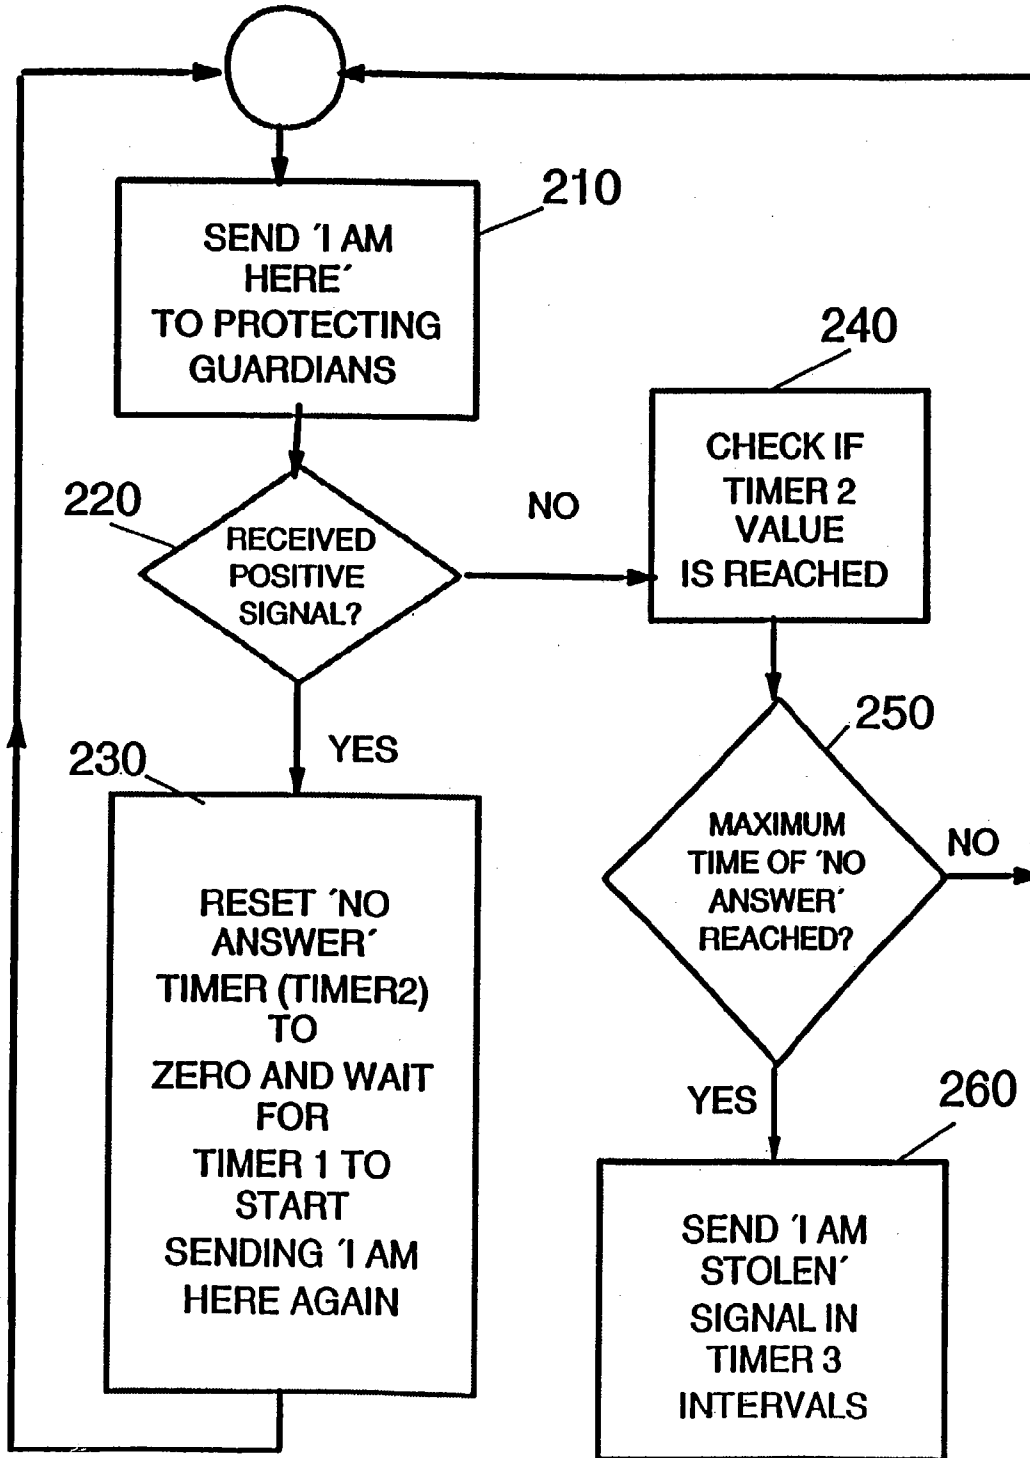 210
SEND 'I AM
HERE'
TO PROTECTING
GUARDIANS
220
RECEIVED
POSITIVE
SIGNAL?
NO
240
CHECK IF
TIMER 2
VALUE
IS REACHED
YES
230
RESET 'NO
ANSWER'
TIMER (TIMER2)
TO
ZERO AND WAIT
FOR
TIMER 1 TO
START
SENDING 'I AM
HERE AGAIN
250
MAXIMUM
TIME OF 'NO
ANSWER'
REACHED?
NO
YES
260
SEND 'I AM
STOLEN'
SIGNAL IN
TIMER 3
INTERVALS